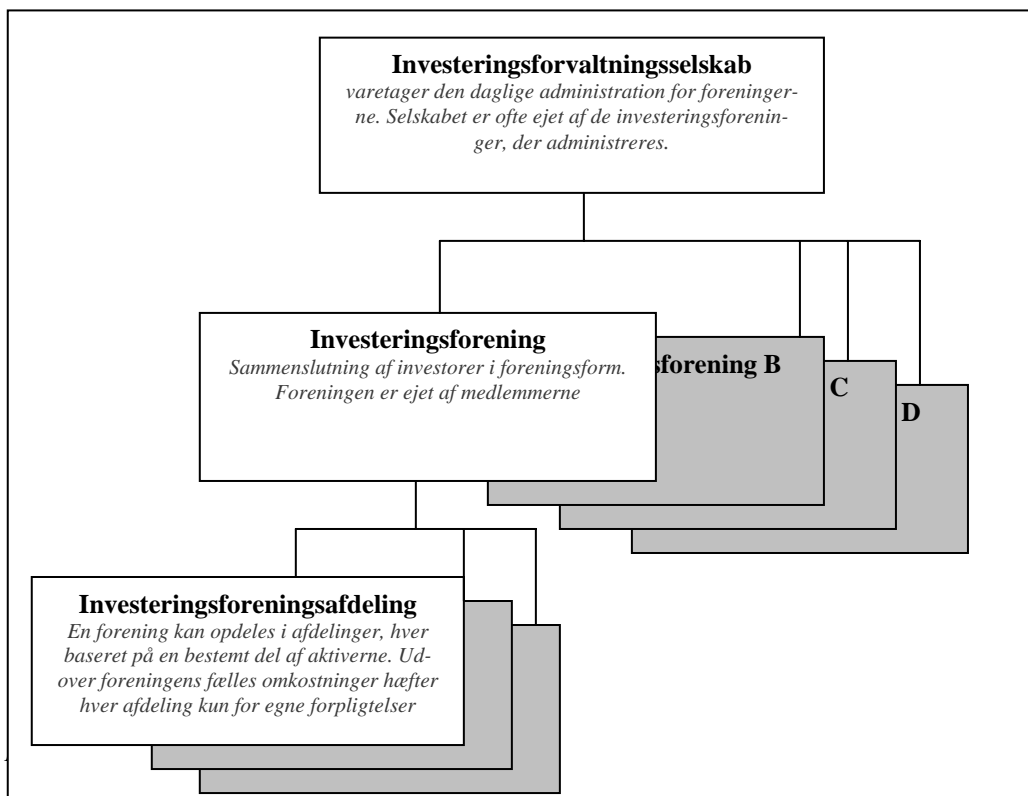 Investeringsforvaltningsselskab
varetager den daglige administration for foreninger-
ne. Selskabet er ofte ejet af de investeringsforenin-
ger, der administreres.
Investeringsforening
Sammenslutning af investorer i foreningsform.
Foreningen er ejet af medlemmerne
sforening B
C
D
Investeringsforeningsafdeling
En forening kan opdeles i afdelinger, hver
baseret på en bestemt del af aktiverne. Ud-
over foreningens fælles omkostninger hæfter
hver afdeling kun for egne forpligtelser